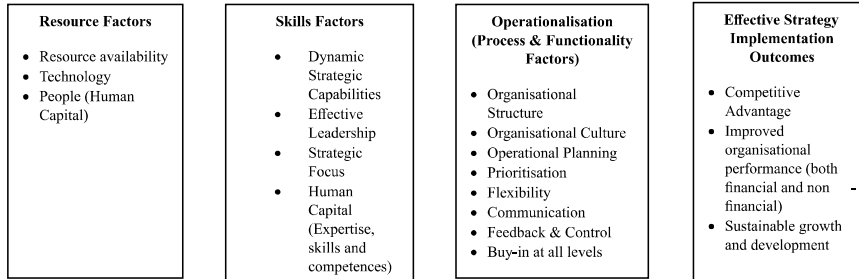 Resource Factors
• Resource availability
• Technology
• People (Human
Capital)
Skills Factors
• Dynamic
Strategic
Capabilities
• Effective
Leadership
• Strategic
Focus
• Human
Capital
(Expertise,
skills and
competences)
Operationalisation
(Process & Functionality
Factors)
• Organisational
Structure
• Organisational Culture
• Operational Planning
• Prioritisation
• Flexibility
• Communication
• Feedback & Control
• Buy-in at all levels
Effective Strategy
Implementation
Outcomes
• Competitive
Advantage
• Improved
organisational
performance (both
financial and non
financial)
• Sustainable growth
and development